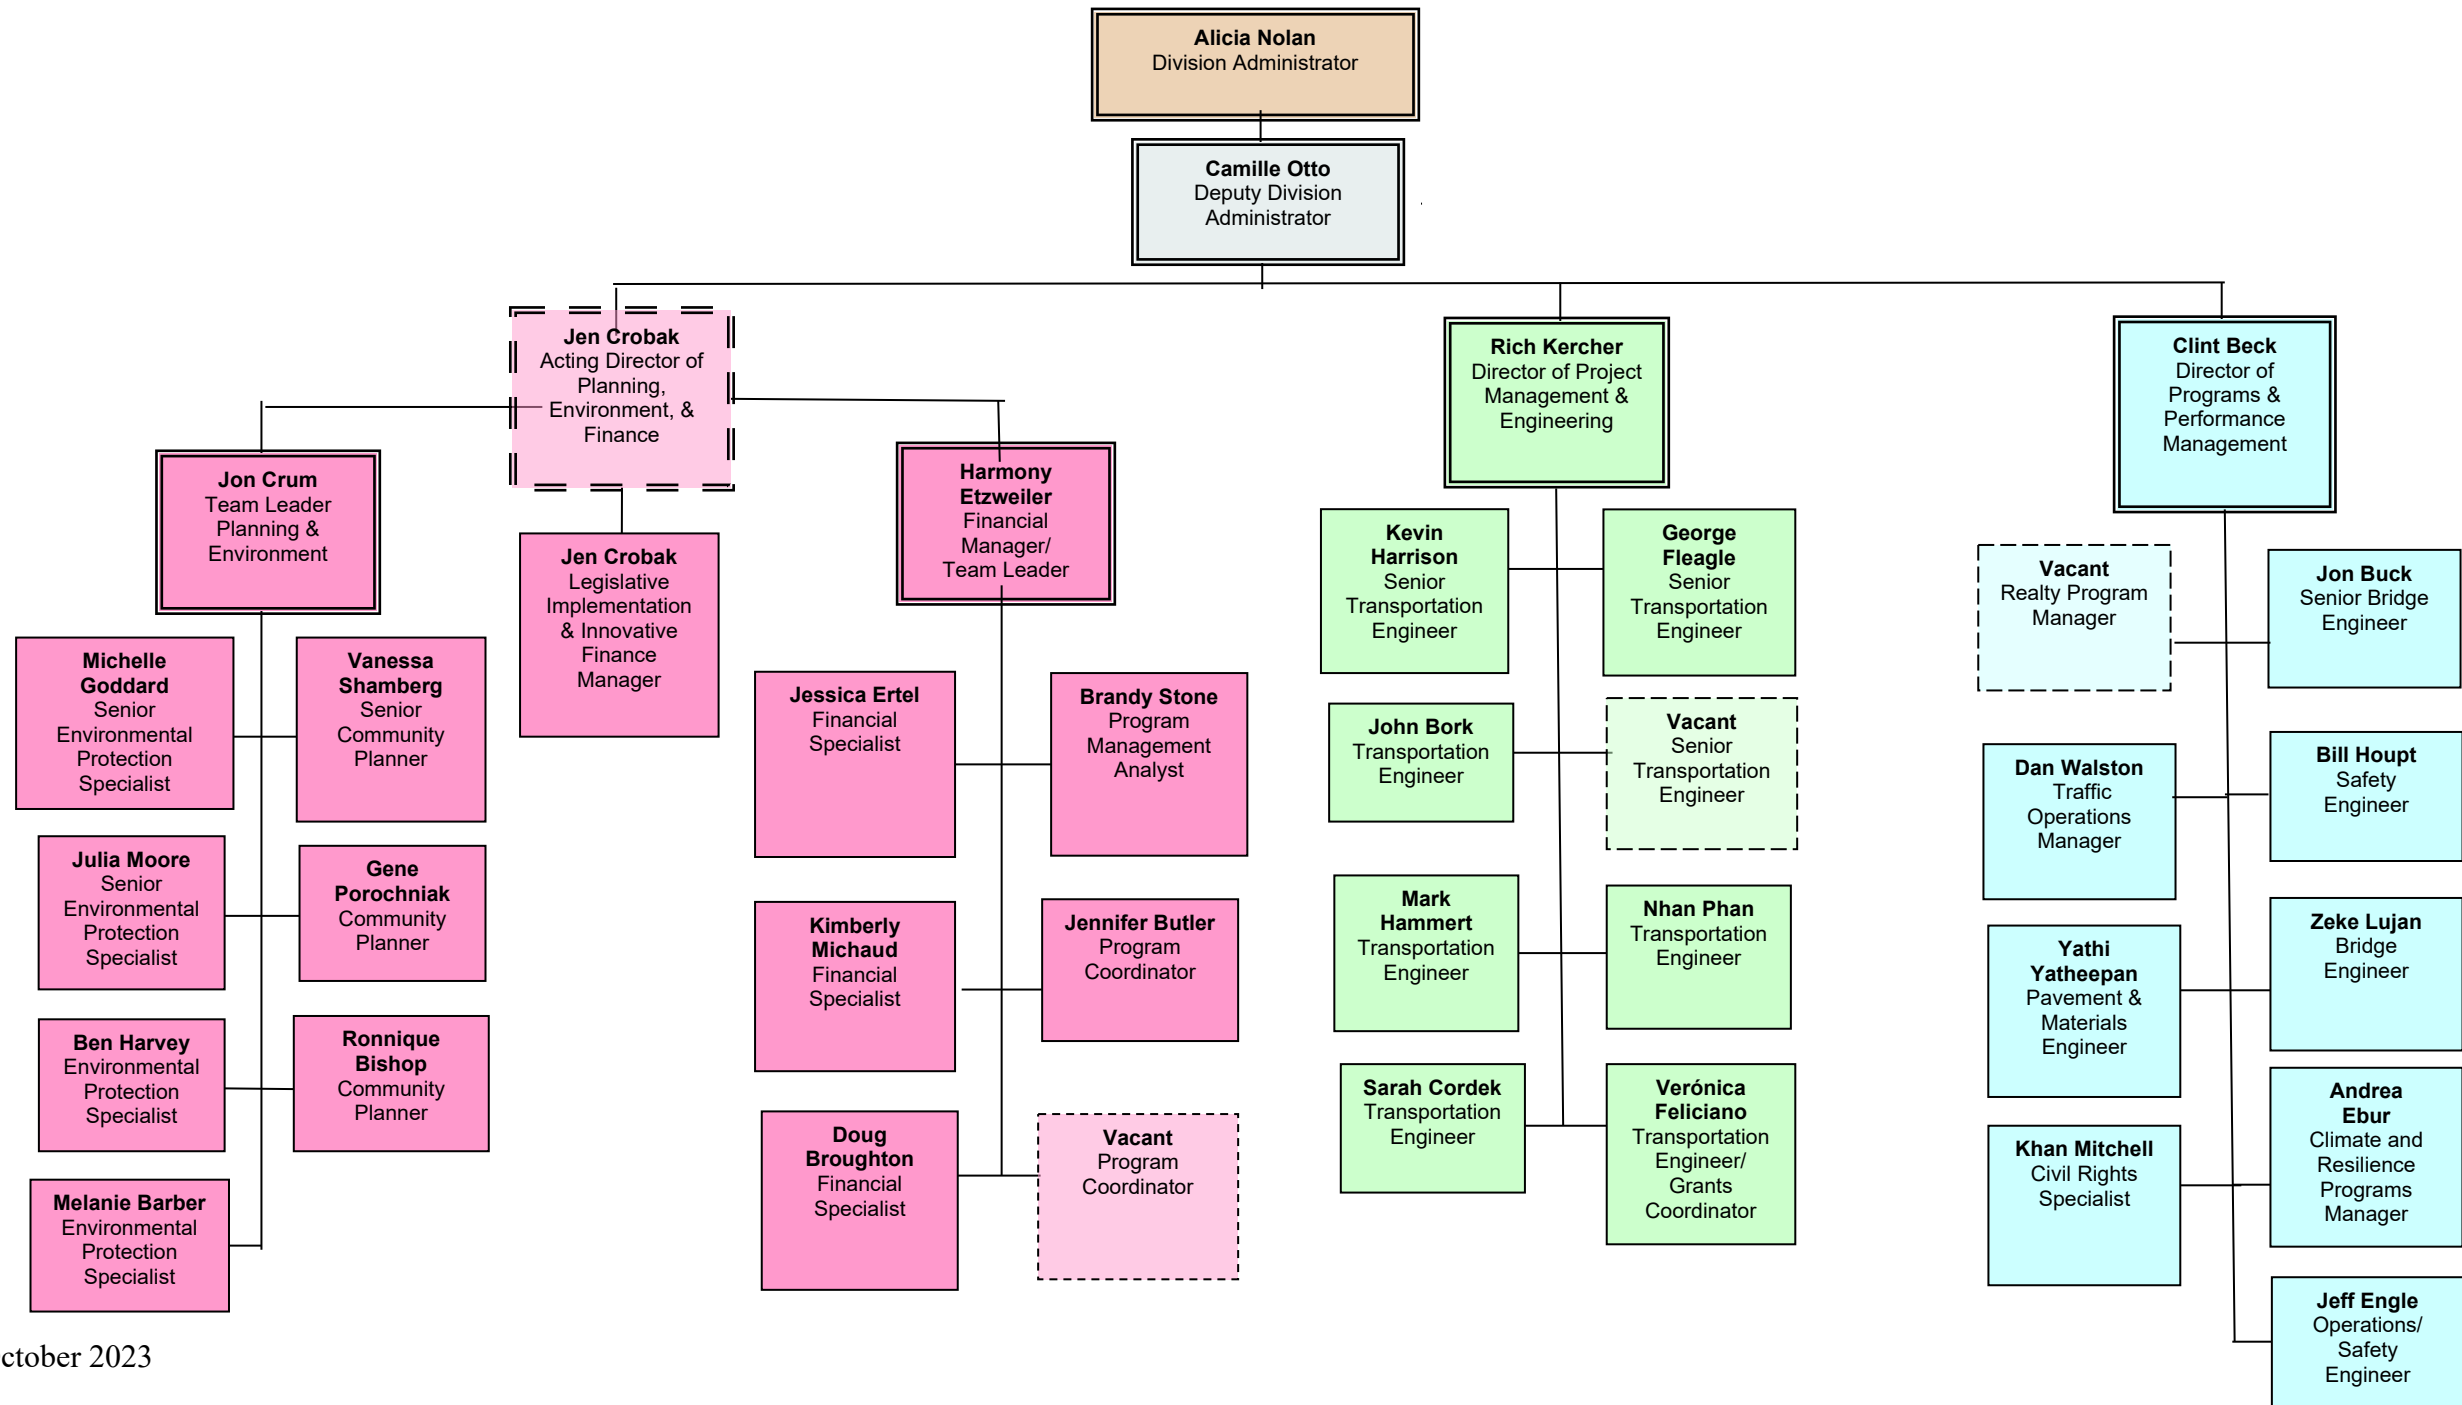 Alicia Nolan
Division Administrator
Camille Otto
Deputy Division
Administrator
Jen Crobak
Acting Director of
Planning,
Environment, &
Finance
Rich Kercher
Director of Project
Management &
Engineering
Clint Beck
Director of
Programs &
Performance
Management
Jon Crum
Team Leader
Planning &
Environment
Jen Crobak
Legislative
Implementation
& Innovative
Finance
Manager
Harmony
Etzweiler
Financial
Manager/
Team Leader
Michelle
Goddard
Senior
Environmental
Protection
Specialist
Vanessa
Shamberg
Senior
Community
Planner
Julia Moore
Senior
Environmental
Protection
Specialist
Gene
Porochniak
Community
Planner
Ben Harvey
Environmental
Protection
Specialist
Ronnique
Bishop
Community
Planner
Melanie Barber
Environmental
Protection
Specialist
Jessica Ertel
Financial
Specialist
Brandy Stone
Program
Management
Analyst
Kimberly
Michaud
Financial
Specialist
Jennifer Butler
Program
Coordinator
Doug
Broughton
Financial
Specialist
Vacant
Program
Coordinator
Kevin
Harrison
Senior
Transportation
Engineer
George
Fleagle
Senior
Transportation
Engineer
John Bork
Transportation
Engineer
Vacant
Senior
Transportation
Engineer
Mark
Hammert
Transportation
Engineer
Nhan Phan
Transportation
Engineer
Sarah Cordek
Transportation
Engineer
Verónica
Feliciano
Transportation
Engineer/
Grants
Coordinator
Vacant
Realty Program
Manager
Jon Buck
Senior Bridge
Engineer
Dan Walston
Traffic
Operations
Manager
Bill Houpt
Safety
Engineer
Yathi
Yatheepan
Pavement &
Materials
Engineer
Zeke Lujan
Bridge
Engineer
Khan Mitchell
Civil Rights
Specialist
Andrea
Ebur
Climate and
Resilience
Programs
Manager
Jeff Engle
Operations/
Safety
Engineer
ctober 2023